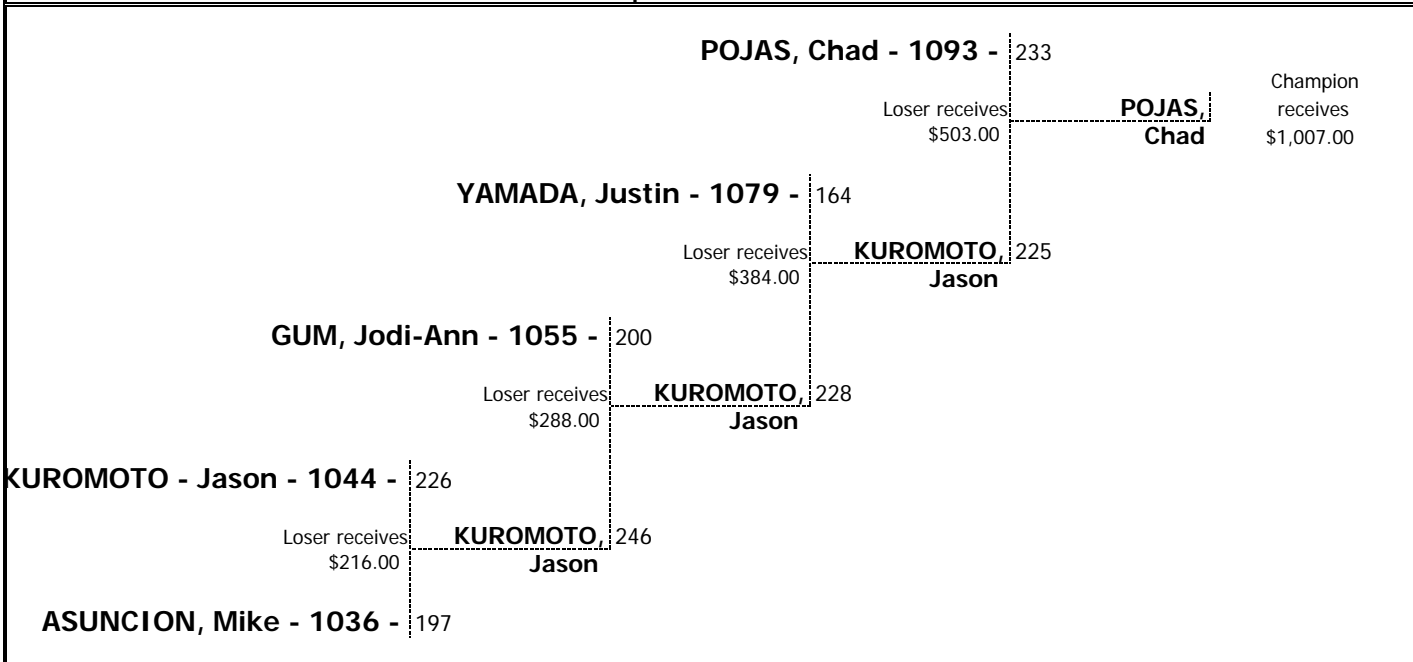 POJAS, Chad - 1093 - 233
Champion
Loser receives POJAS, receives
$503.00 Chad $1,007.00
YAMADA, Justin - 1079 - 164
Loser receives KUROMOTO, 225
$384.00 Jason
GUM, Jodi-Ann - 1055 - 200
Loser receives KUROMOTO, 228
$288.00 Jason
KUROMOTO - Jason - 1044 - 226
Loser receives KUROMOTO, 246
$216.00 Jason
ASUNCION, Mike - 1036 - 197